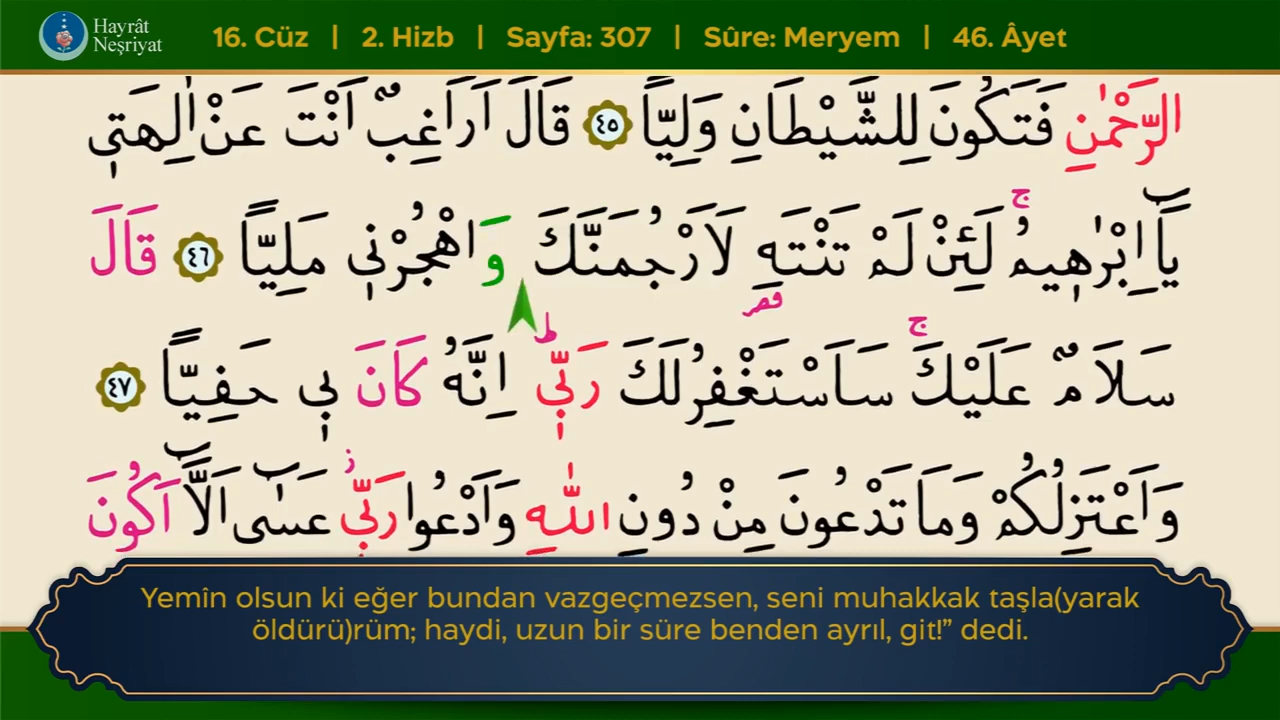 Hayrât
Neşriyat
16. Cüz | 2. Hizb | Sayfa: 307 | Sûre: Meryem | 46. Âyet
الرَّحْمٰنِ فَتَكُونَ لِلشَّيْطَانِ وَلِيًّا ﴿٤٥﴾ قَالَ اَرَاغِبٌ اَنْتَ عَنْ اٰلِهَتٖي
يَٓا اِبْرٰهٖيمُۚ لَئِنْ لَمْ تَنْتَهِ لَاَرْجُمَنَّكَ وَاهْجُرْنٖي مَلِيًّا ﴿٤٦﴾ قَالَ
قصر
سَلَامٌ عَلَيْكَۚ سَاَسْتَغْفِرُ لَكَ رَبّٖيؕ اِنَّهُ كَانَ بٖي حَفِيًّا ﴿٤٧﴾
وَاَعْتَزِلُكُمْ وَمَا تَدْعُونَ مِنْ دُونِ اللّٰهِ وَاَدْعُوا رَبّٖيؗ عَسٰٓى اَلَّٓا اَكُونَ
Yemîn olsun ki eğer bundan vazgeçmezsen, seni muhakkak taşla(yarak
öldürü)rüm; haydi, uzun bir süre benden ayrıl, git!” dedi.